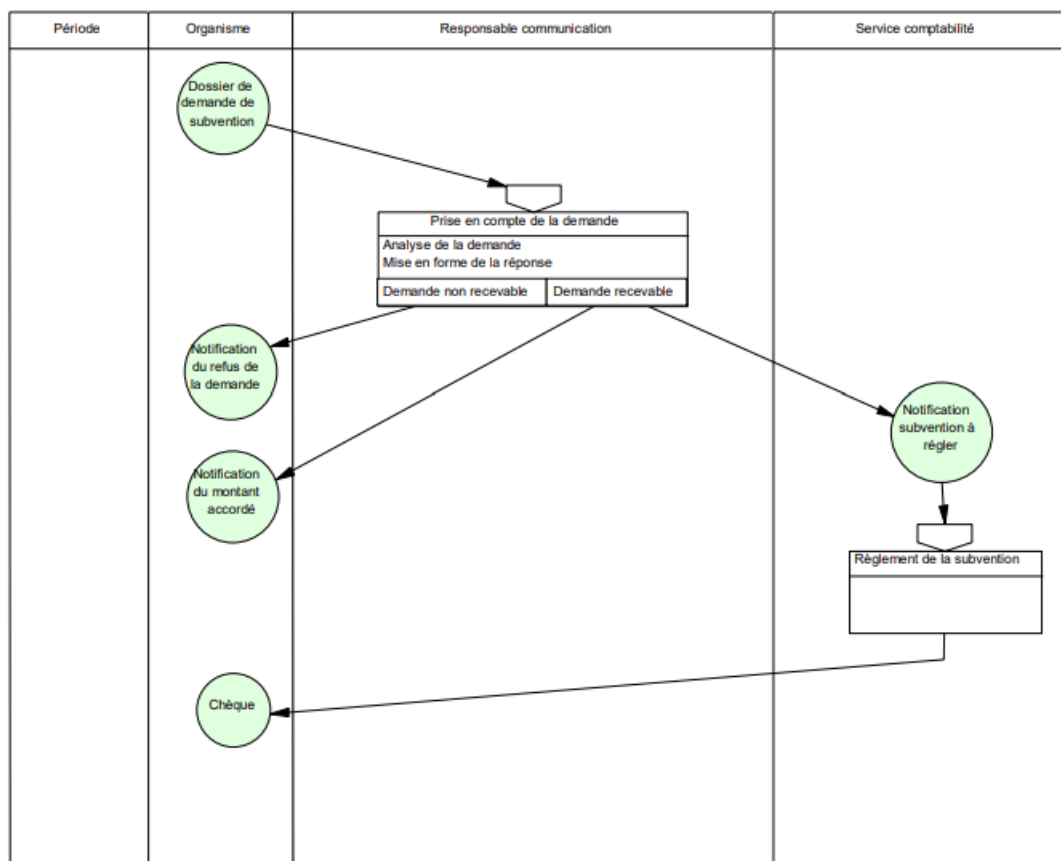 Période
Organisme
Responsable communication
Service comptabilité
Dossier de
demande de
subvention
Prise en compte de la demande
Analyse de la demande
Mise en forme de la réponse
Demande non recevable
Demande recevable
Notification
du refus de
la demande
Notification
subvention à
régler
Notification
du montant
accordé
Règlement de la subvention
Chèque